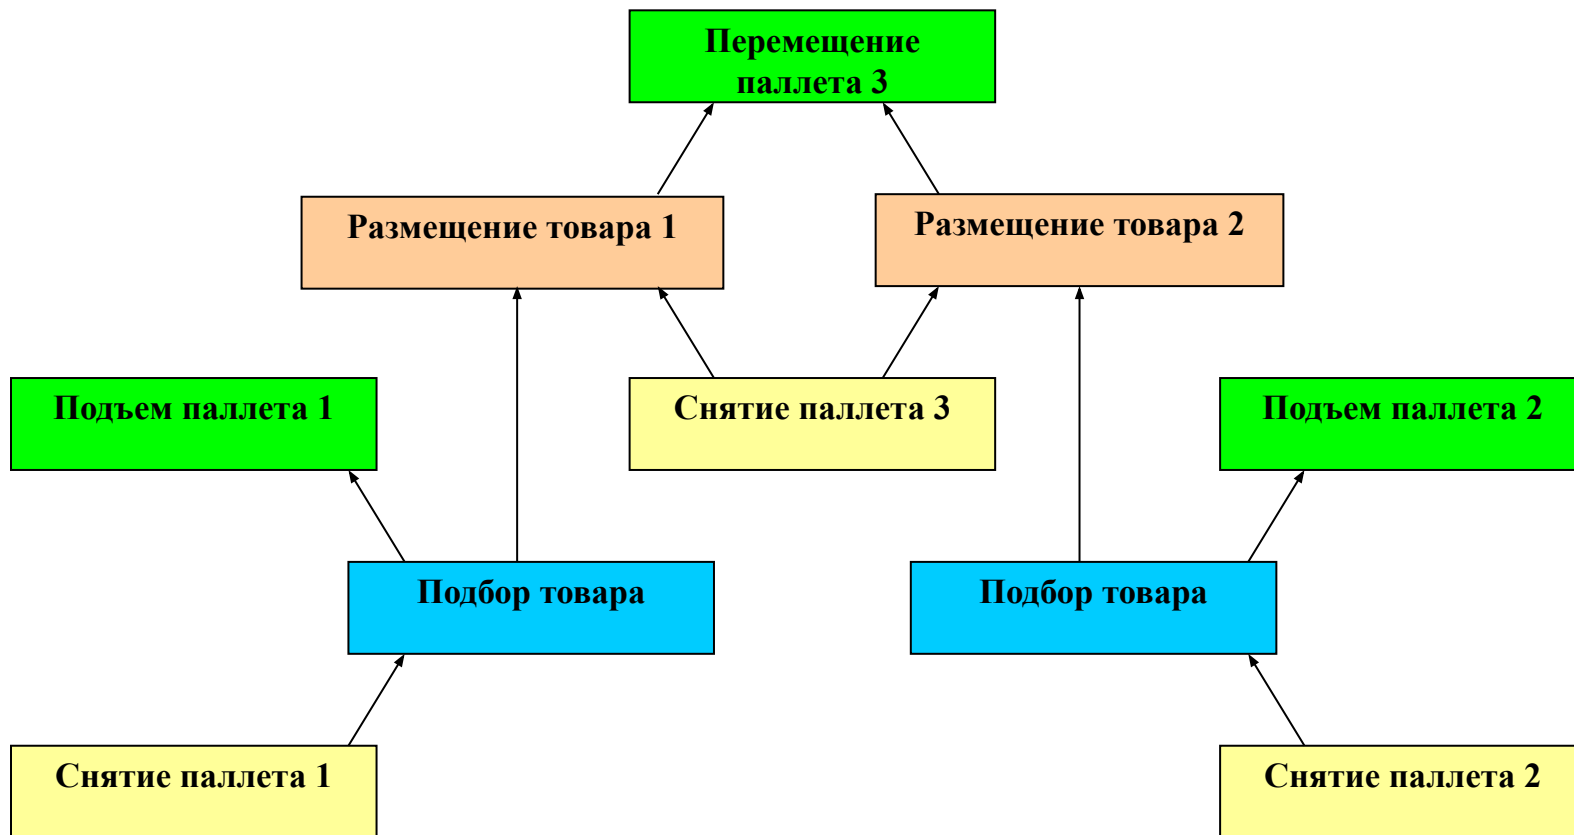 Перемещение
паллета 3
Размещение товара 1
Размещение товара 2
Подъем паллета 1
Снятие паллета 3
Подъем паллета 2
Подбор товара
Подбор товара
Снятие паллета 1
Снятие паллета 2